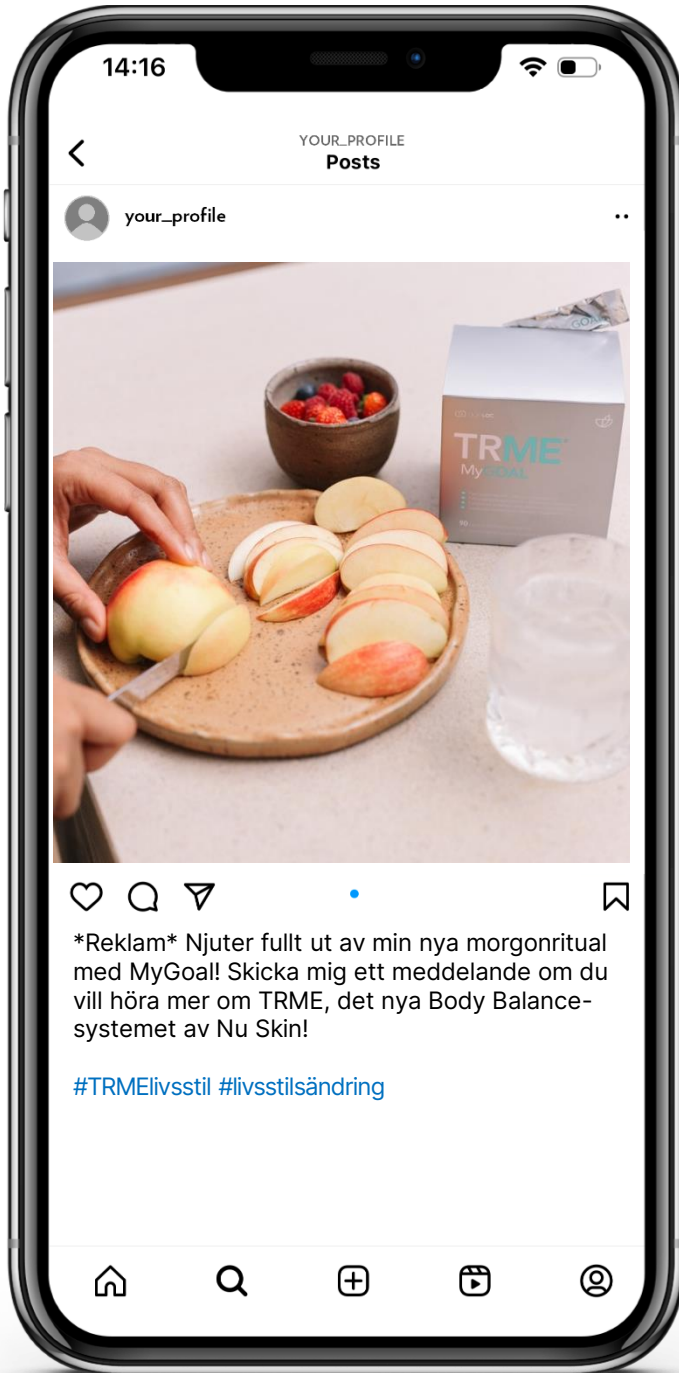 14:16
YOUR_PROFILE
Posts
your_profile
GOAL
TRME
MyGOAL
90
*Reklam* Njuter fullt ut av min nya morgonritual
med MyGoal! Skicka mig ett meddelande om du
vill höra mer om TRME, det nya Body Balance-
systemet av Nu Skin!
#TRMElivsstil #livsstilsändring